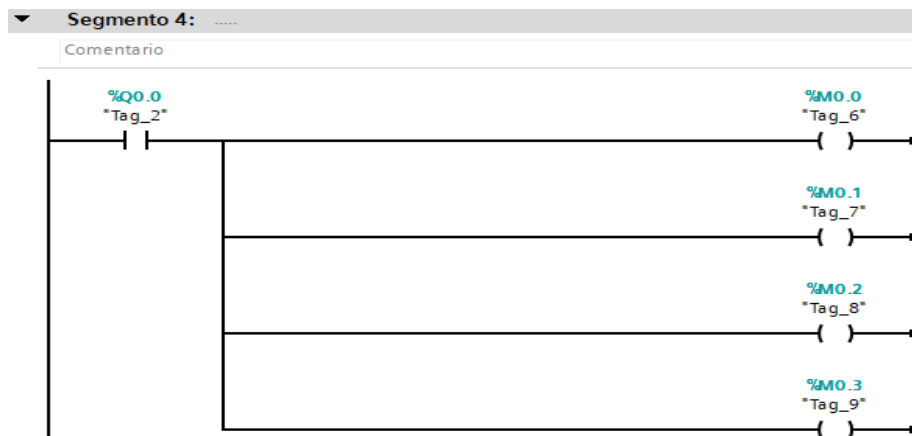 Segmento 4: .....
Comentario
%Q0.0
"Tag_2"
%M0.0
"Tag_6"
%M0.1
"Tag_7"
%M0.2
"Tag_8"
%M0.3
"Tag_9"